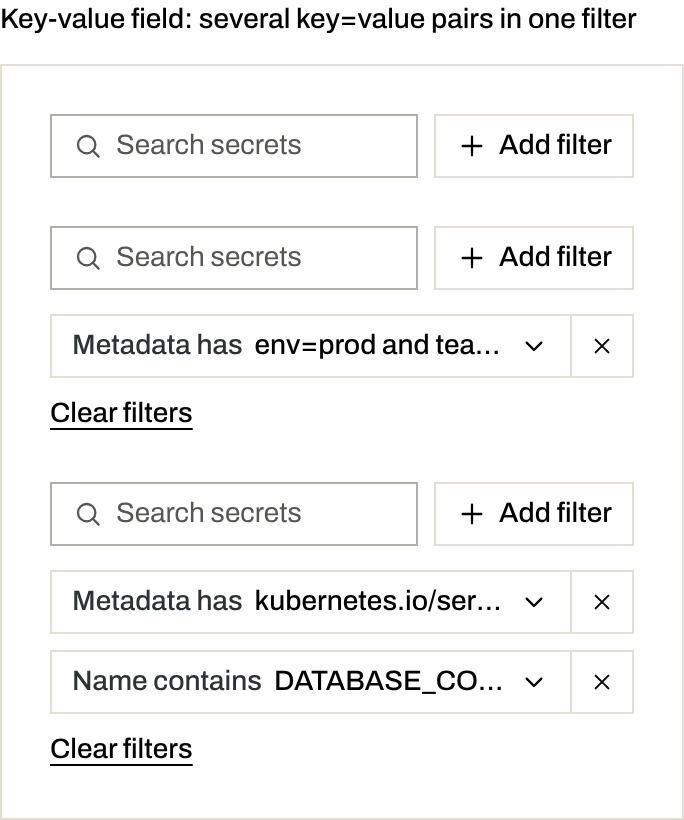 Key-value field: several key=value pairs in one filter
Search secrets
Add filter
Search secrets
Add filter
Metadata has env=prod and tea...
Clear filters
Search secrets
Add filter
Metadata has kubernetes.io/ser...
Name contains DATABASE_CO...
Clear filters